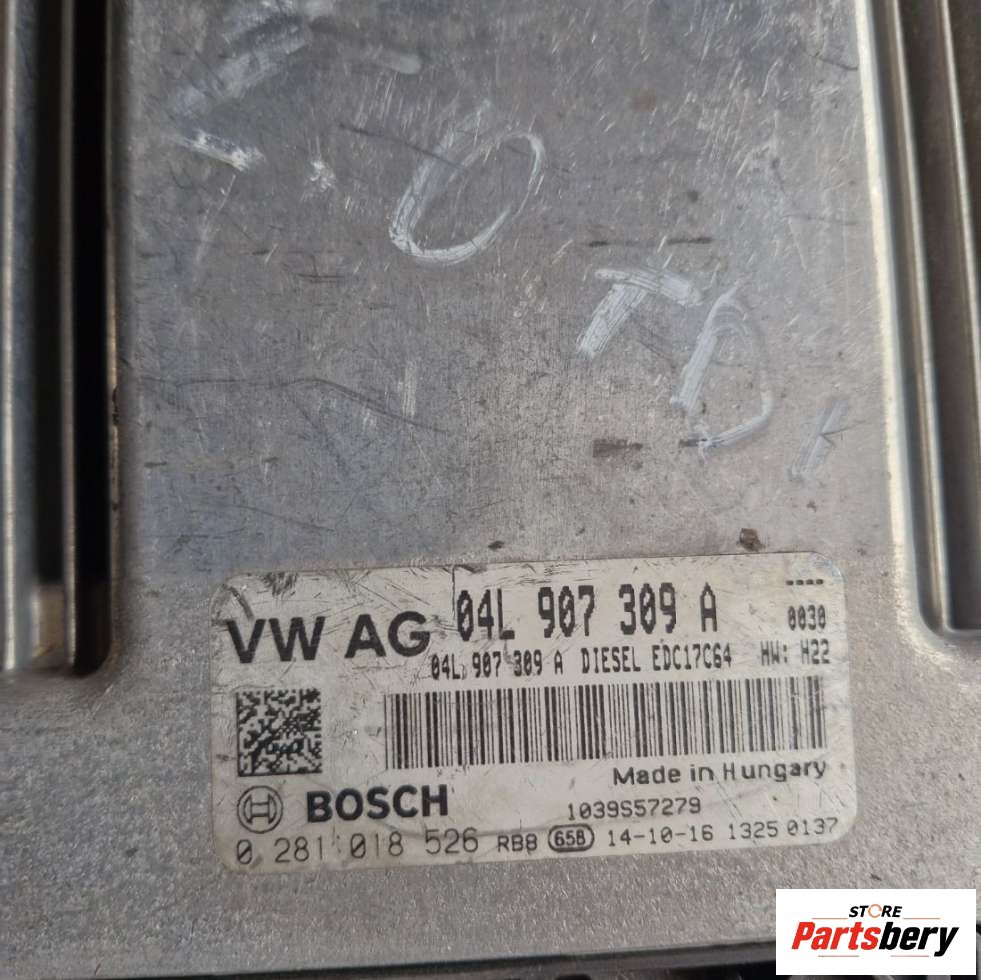 VW AG 04L 907 309 A ----
0030
04L 907 309 A DIESEL EDC17C64 HW: H22
Made in Hungary
BOSCH 1039S57279
0 281 018 526 RB8 65B 14-10-16 1325 0137
STORE
Partsbery